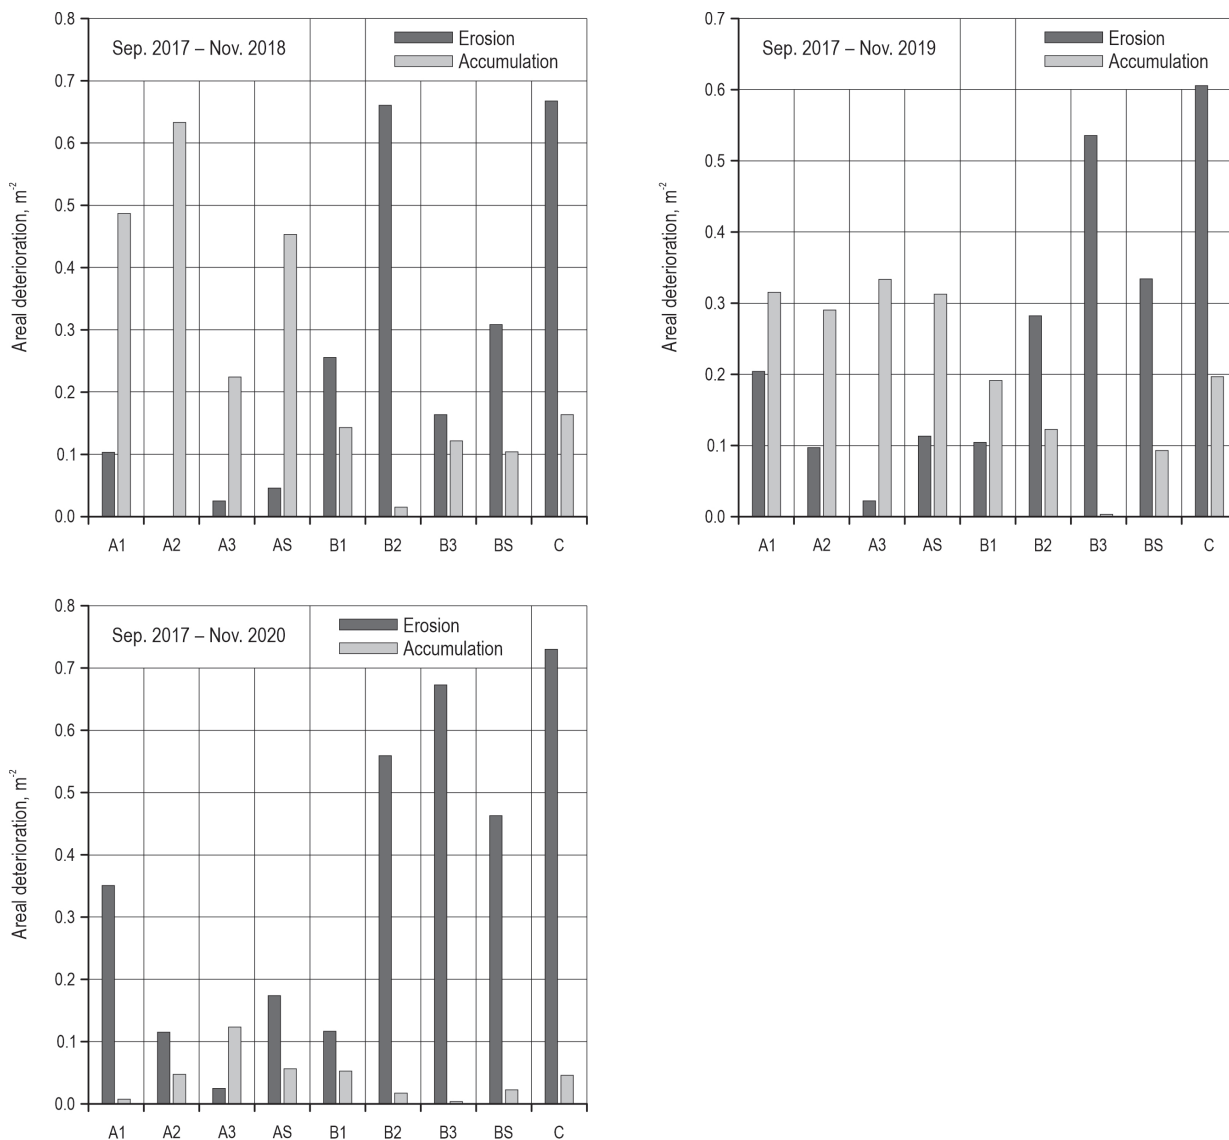 Sep. 2017 – Nov. 2018
Erosion
Accumulation
Areal deterioration, m-2
0.8
0.7
0.6
0.5
0.4
0.3
0.2
0.1
0.0
A1 A2 A3 AS B1 B2 B3 BS C
Sep. 2017 – Nov. 2019
Erosion
Accumulation
Areal deterioration, m-2
0.7
0.6
0.5
0.4
0.3
0.2
0.1
0.0
A1 A2 A3 AS B1 B2 B3 BS C
Sep. 2017 – Nov. 2020
Erosion
Accumulation
Areal deterioration, m-2
0.8
0.7
0.6
0.5
0.4
0.3
0.2
0.1
0.0
A1 A2 A3 AS B1 B2 B3 BS C